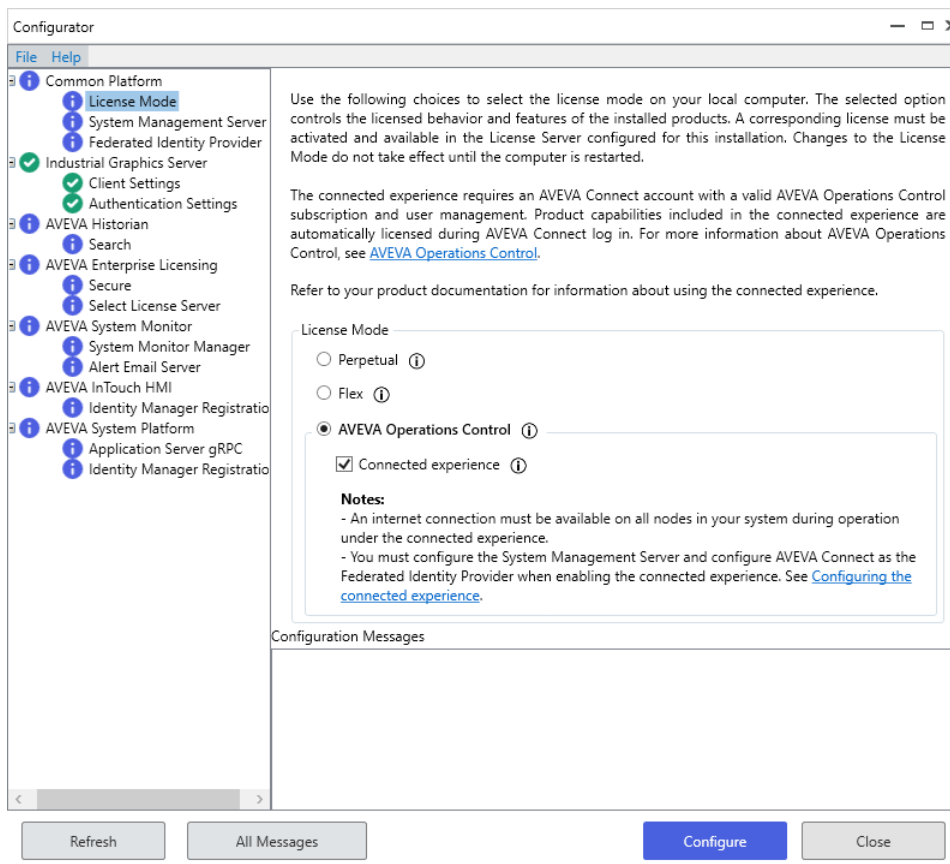 Configurator
File Help
Common Platform
License Mode
System Management Server
Federated Identity Provider
Industrial Graphics Server
Client Settings
Authentication Settings
AVEVA Historian
Search
AVEVA Enterprise Licensing
Secure
Select License Server
AVEVA System Monitor
System Monitor Manager
Alert Email Server
AVEVA InTouch HMI
Identity Manager Registratio
AVEVA System Platform
Application Server gRPC
Identity Manager Registratio
Use the following choices to select the license mode on your local computer. The selected option
controls the licensed behavior and features of the installed products. A corresponding license must be
activated and available in the License Server configured for this installation. Changes to the License
Mode do not take effect until the computer is restarted.
The connected experience requires an AVEVA Connect account with a valid AVEVA Operations Control
subscription and user management. Product capabilities included in the connected experience are
automatically licensed during AVEVA Connect log in. For more information about AVEVA Operations
Control, see AVEVA Operations Control.
Refer to your product documentation for information about using the connected experience.
License Mode
Perpetual
Flex
AVEVA Operations Control
Connected experience
Notes:
- An internet connection must be available on all nodes in your system during operation
under the connected experience.
- You must configure the System Management Server and configure AVEVA Connect as the
Federated Identity Provider when enabling the connected experience. See Configuring the
connected experience.
Configuration Messages
Refresh All Messages Configure Close